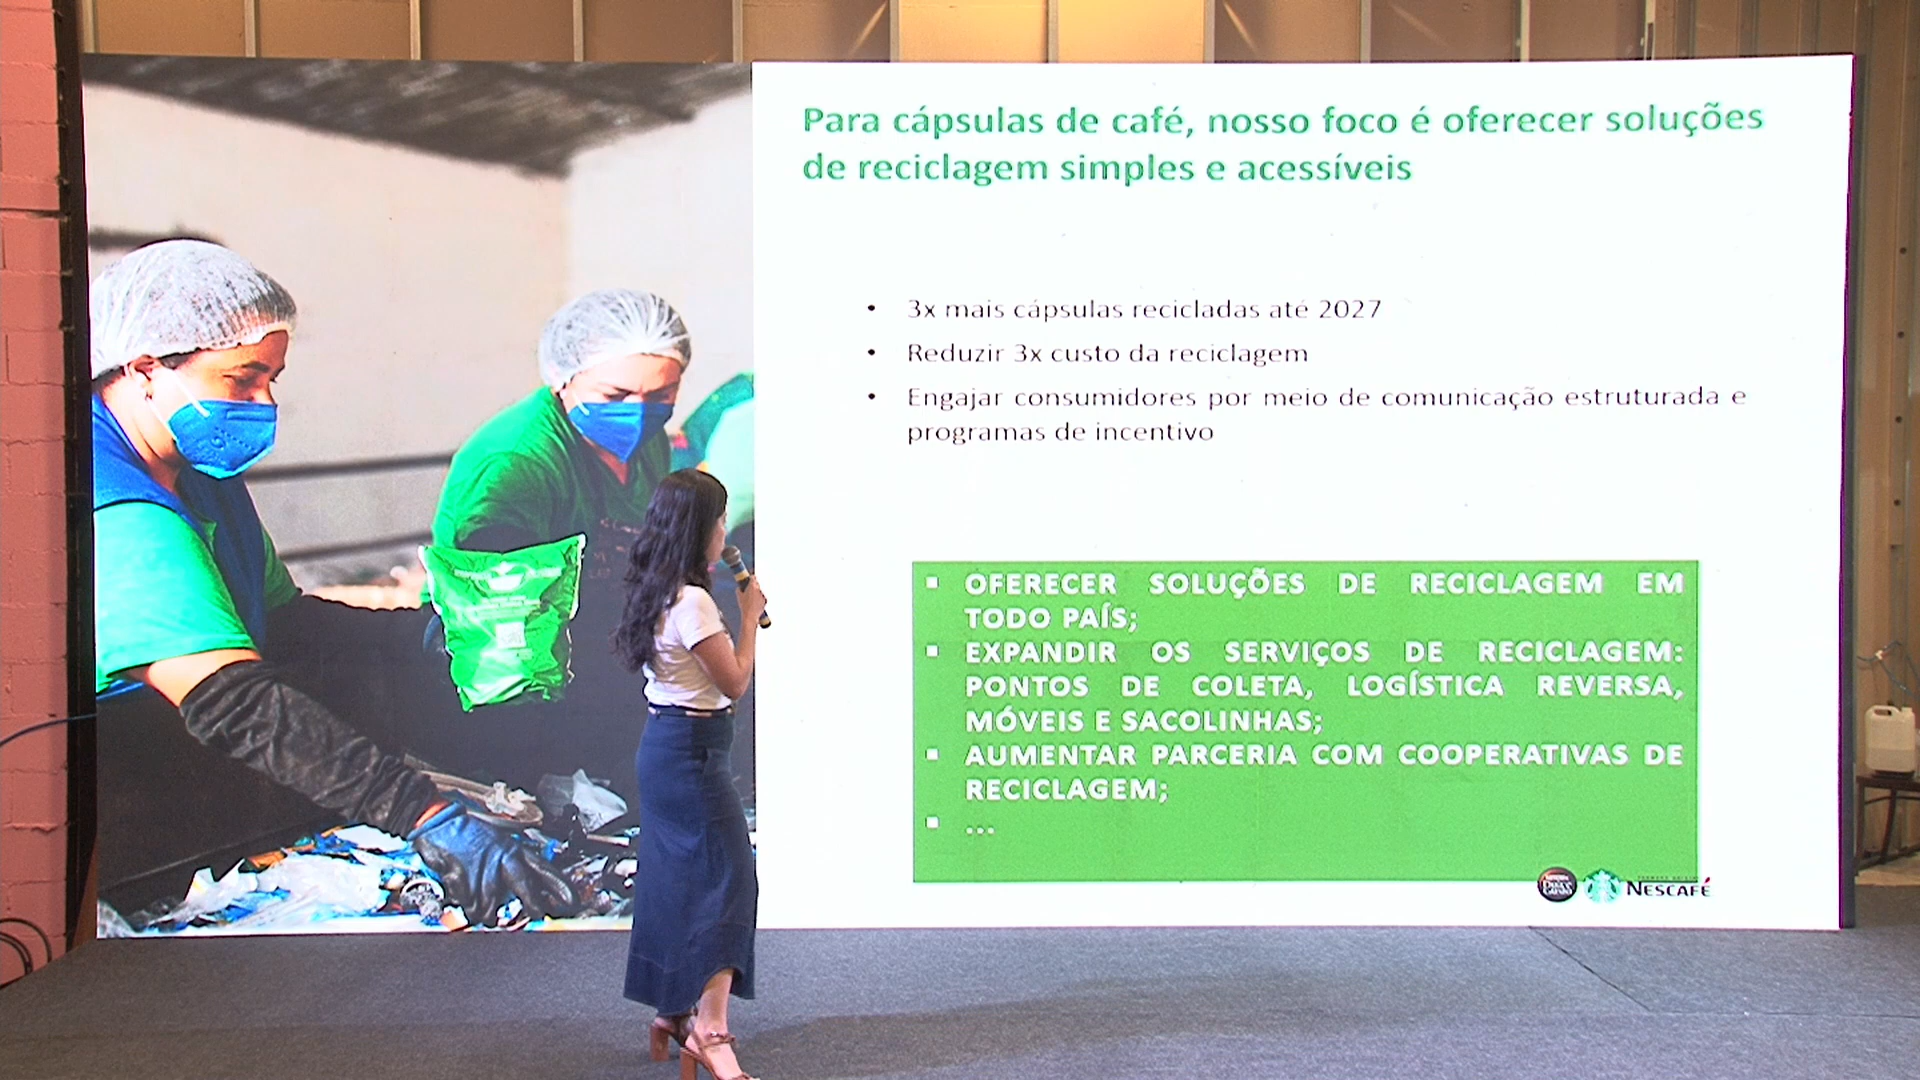 Para cápsulas de café, nosso foco é oferecer soluções
de reciclagem simples e acessíveis
• 3x mais cápsulas recicladas até 2027
• Reduzir 3x custo da reciclagem
• Engajar consumidores por meio de comunicação estruturada e
programas de incentivo
▪ OFERECER SOLUÇÕES DE RECICLAGEM EM
TODO PAÍS;
▪ EXPANDIR OS SERVIÇOS DE RECICLAGEM:
PONTOS DE COLETA, LOGÍSTICA REVERSA,
MÓVEIS E SACOLINHAS;
▪ AUMENTAR PARCERIA COM COOPERATIVAS DE
RECICLAGEM;
▪ ...
NESCAFÉ